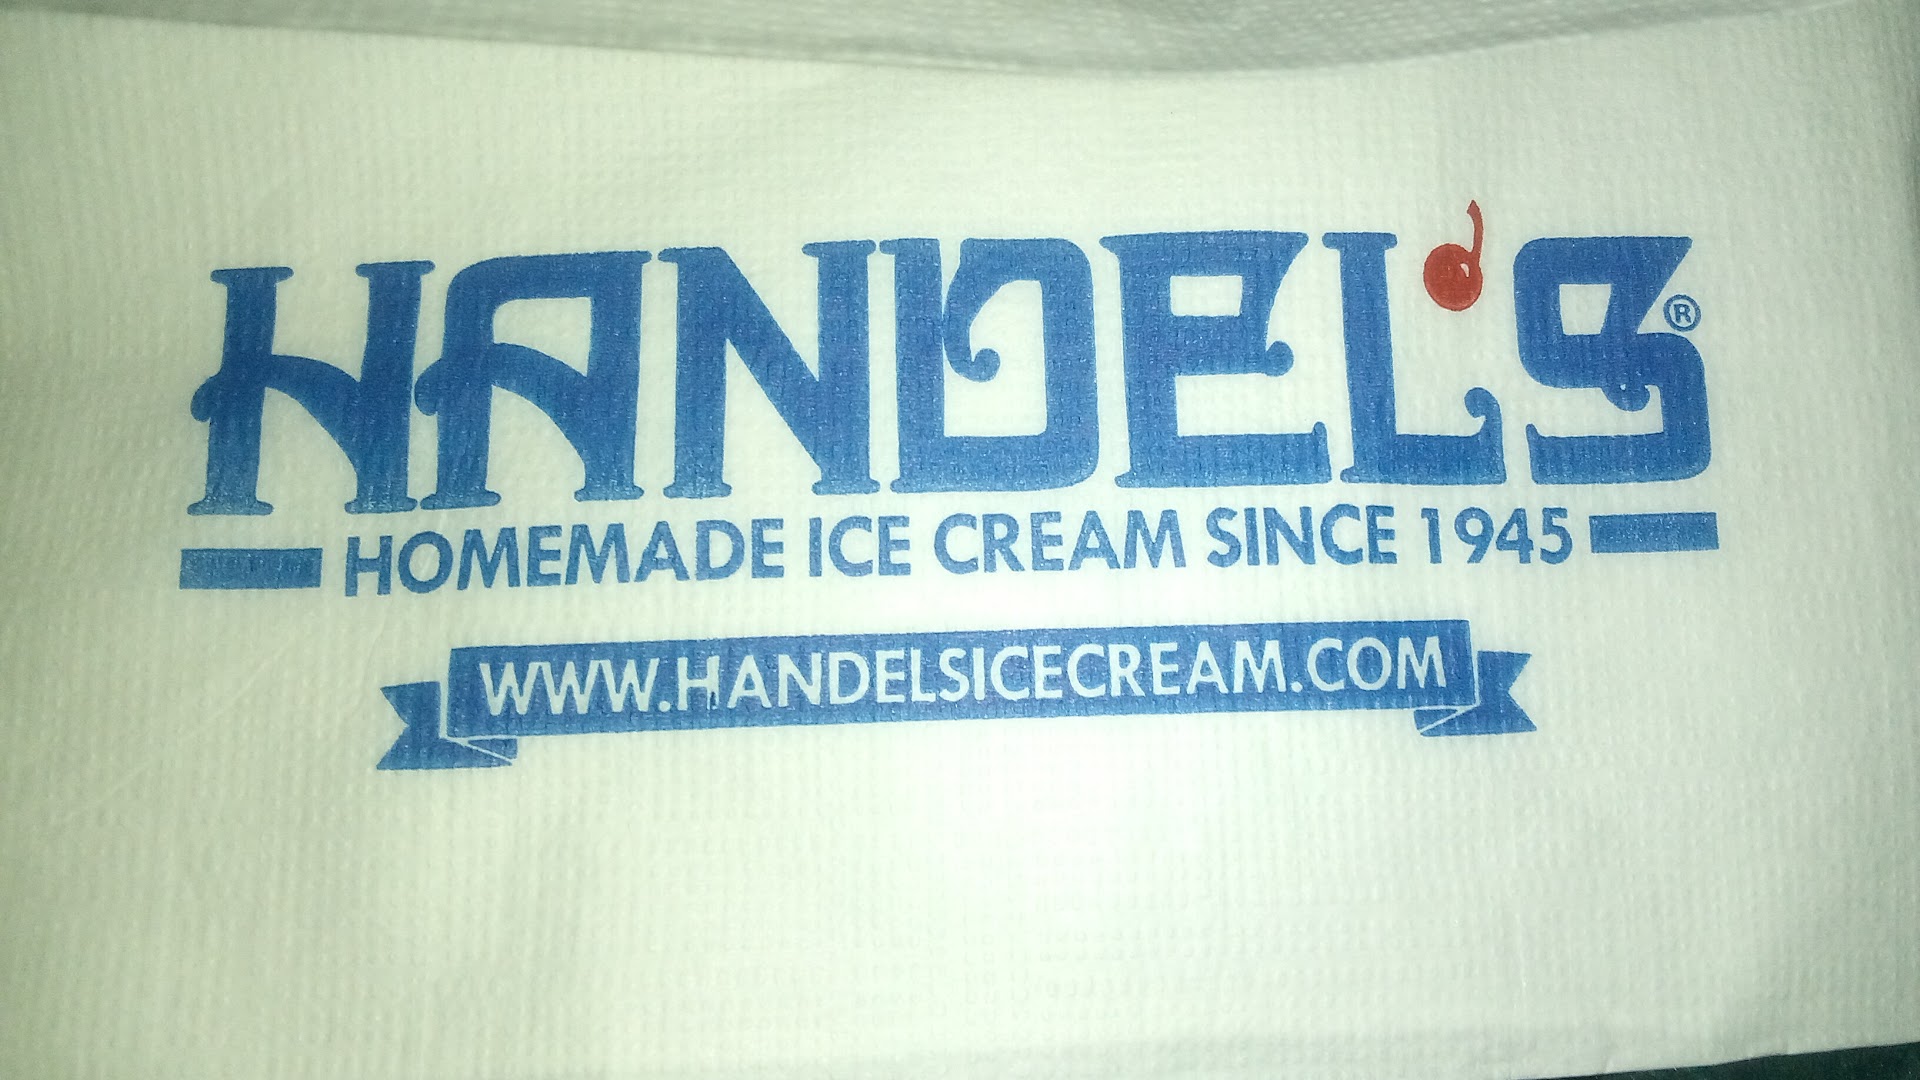 HANDEL'S®
HOMEMADE ICE CREAM SINCE 1945
WWW.HANDELSICECREAM.COM